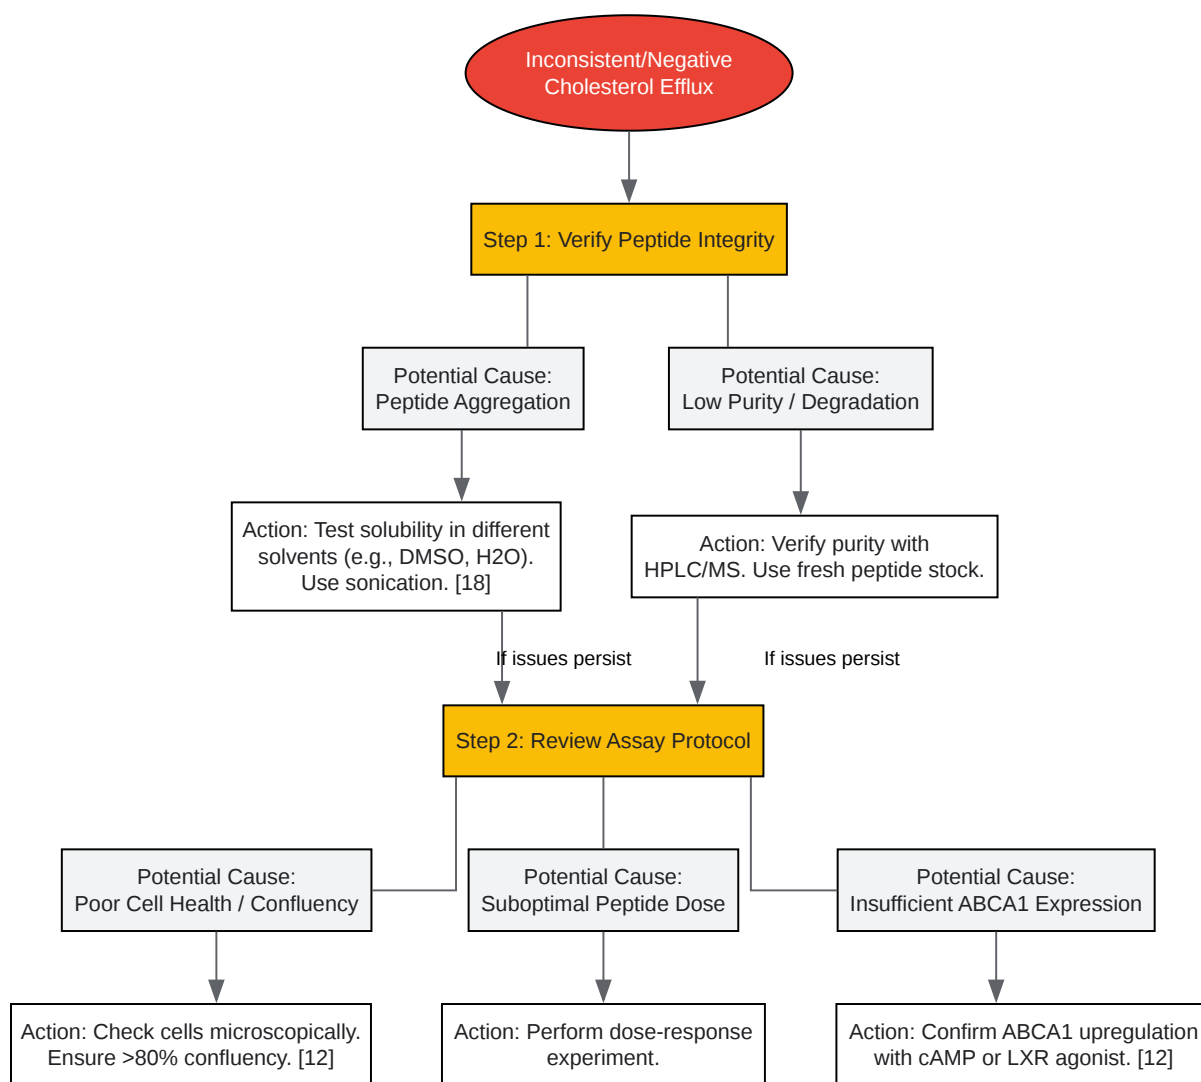 Inconsistent/Negative
Cholesterol Efflux
Step 1: Verify Peptide Integrity
Potential Cause:
Peptide Aggregation
Potential Cause:
Low Purity / Degradation
Action: Test solubility in different
solvents (e.g., DMSO, H2O).
Use sonication. [18]
Action: Verify purity with
HPLC/MS. Use fresh peptide stock.
If issues persist
If issues persist
Step 2: Review Assay Protocol
Potential Cause:
Poor Cell Health / Confluency
Potential Cause:
Suboptimal Peptide Dose
Potential Cause:
Insufficient ABCA1 Expression
Action: Check cells microscopically.
Ensure >80% confluency. [12]
Action: Perform dose-response
experiment.
Action: Confirm ABCA1 upregulation
with cAMP or LXR agonist. [12]